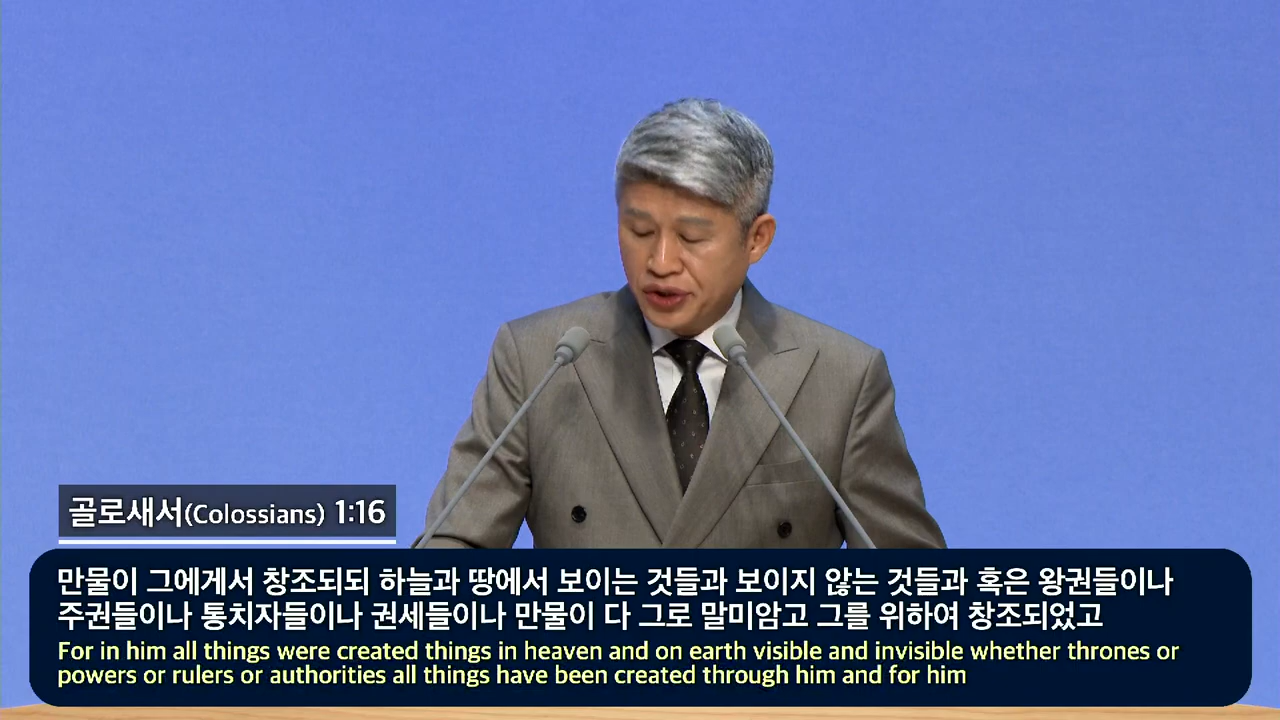 골로새서(Colossians) 1:16
만물이 그에게서 창조되되 하늘과 땅에서 보이는 것들과 보이지 않는 것들과 혹은 왕권들이나
주권들이나 통치자들이나 권세들이나 만물이 다 그로 말미암고 그를 위하여 창조되었고
For in him all things were created things in heaven and on earth visible and invisible whether thrones or
powers or rulers or authorities all things have been created through him and for him